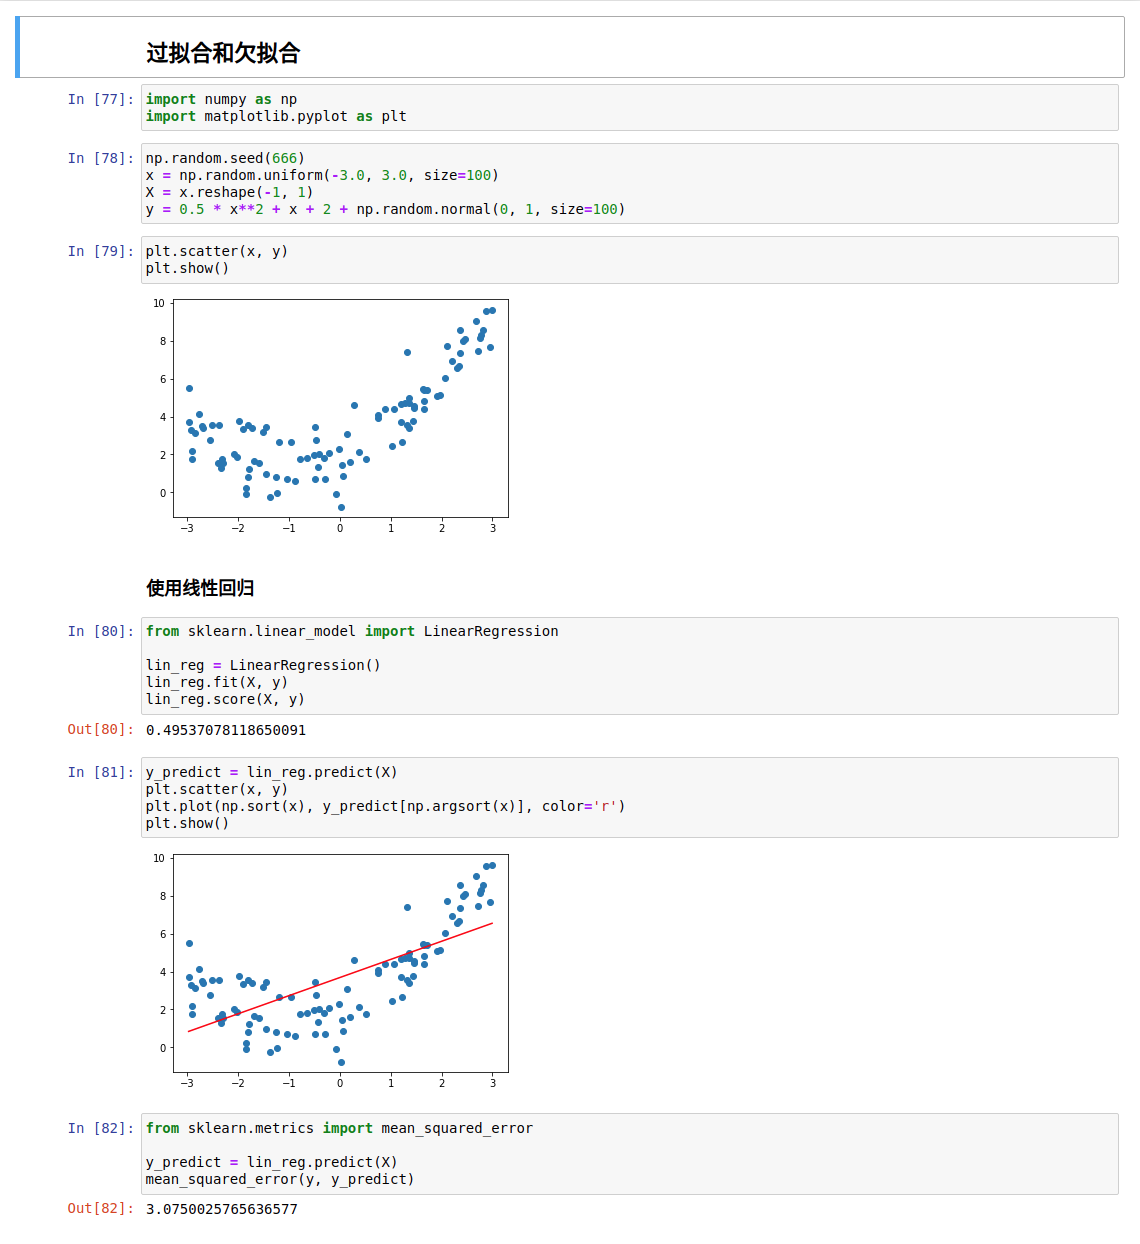 过拟合和欠拟合
In [77]: import numpy as np
import matplotlib.pyplot as plt
In [78]: np.random.seed(666)
x = np.random.uniform(-3.0, 3.0, size=100)
X = x.reshape(-1, 1)
y = 0.5 * x**2 + x + 2 + np.random.normal(0, 1, size=100)
In [79]: plt.scatter(x, y)
plt.show()
10
8
6
4
2
0
−3 −2 −1 0 1 2 3
使用线性回归
In [80]: from sklearn.linear_model import LinearRegression
lin_reg = LinearRegression()
lin_reg.fit(X, y)
lin_reg.score(X, y)
Out[80]: 0.49537078118650091
In [81]: y_predict = lin_reg.predict(X)
plt.scatter(x, y)
plt.plot(np.sort(x), y_predict[np.argsort(x)], color='r')
plt.show()
10
8
6
4
2
0
−3 −2 −1 0 1 2 3
In [82]: from sklearn.metrics import mean_squared_error
y_predict = lin_reg.predict(X)
mean_squared_error(y, y_predict)
Out[82]: 3.0750025765636577